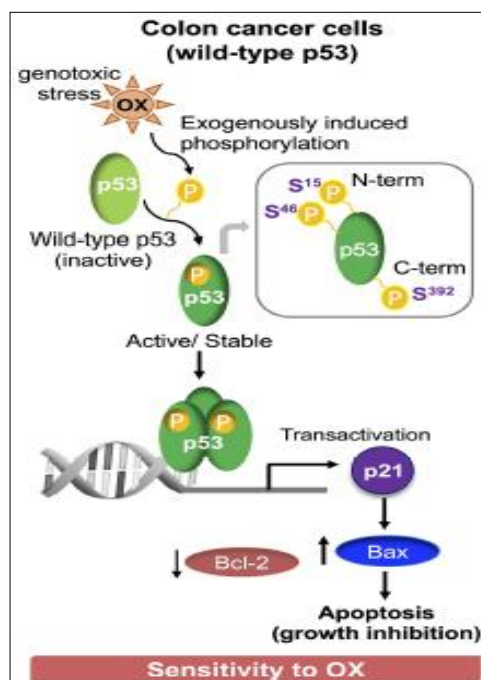 Colon cancer cells
(wild-type p53)
genotoxic
stress
OX
Exogenously induced
phosphorylation
p53
P
Wild-type p53
(inactive)
S15
P
N-term
S46
P
p53
C-term
P
S392
P
p53
Active/ Stable
P
P
p53
Transactivation
p21
Bcl-2
Bax
Apoptosis
(growth inhibition)
Sensitivity to OX